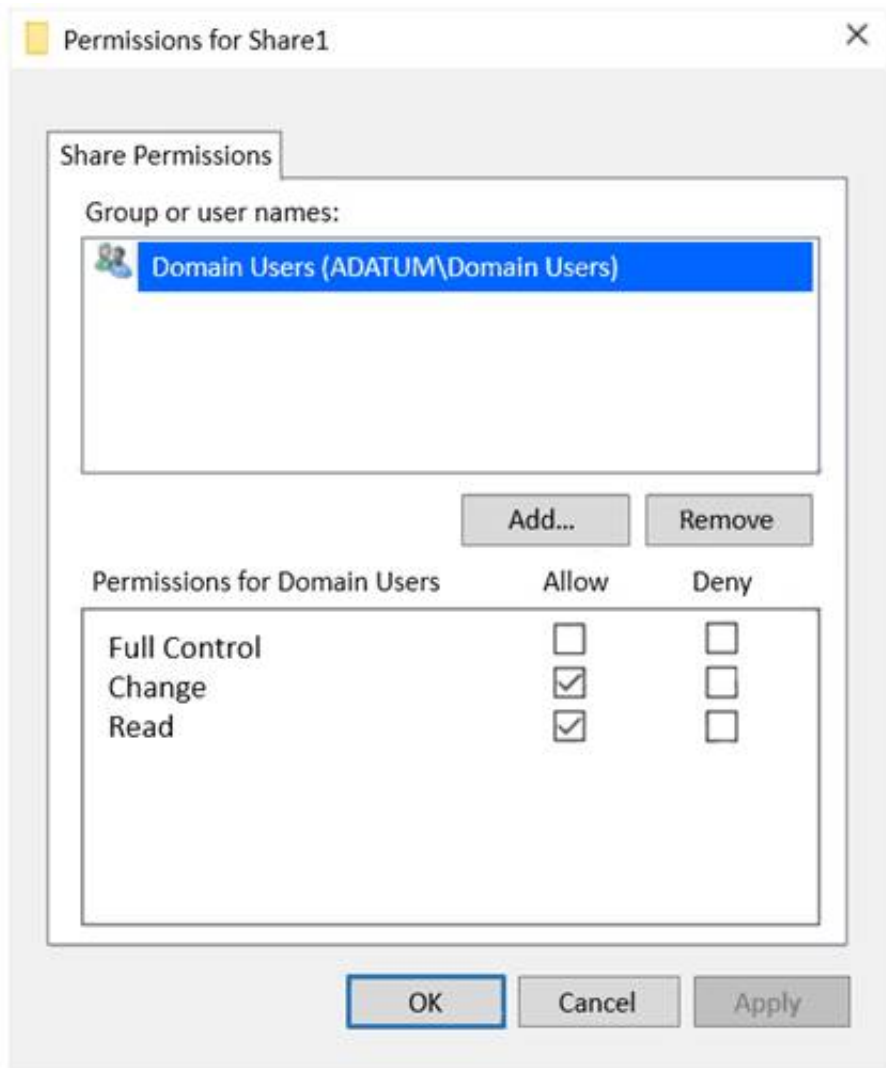 Permissions for Share1
Share Permissions
Group or user names:
Domain Users (ADATUM\Domain Users)
Add... Remove
Permissions for Domain Users Allow Deny
Full Control
Change
Read
OK Cancel Apply